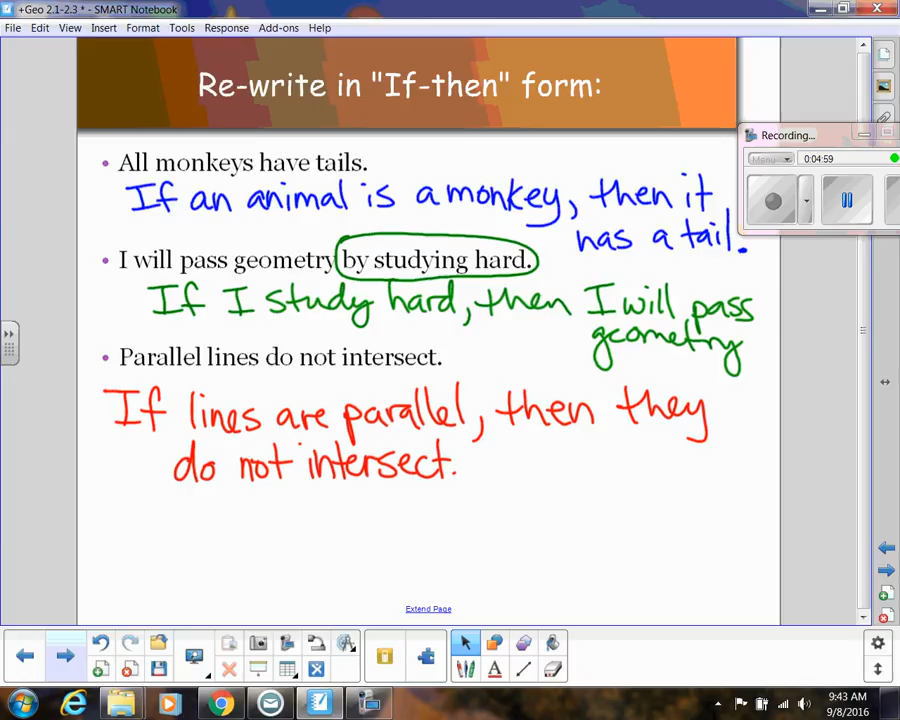 +Geo 2.1-2.3 * - SMART Notebook
File Edit View Insert Format Tools Response Add-ons Help
Re-write in "If-then" form:
Recording...
Menu
0:04:59
• All monkeys have tails.
If an animal is a monkey, then it
has a tail.
• I will pass geometry by studying hard.
If I study hard, then I will pass
geometry
• Parallel lines do not intersect.
If lines are parallel, then they
do not intersect.
Extend Page
9:43 AM
9/8/2016